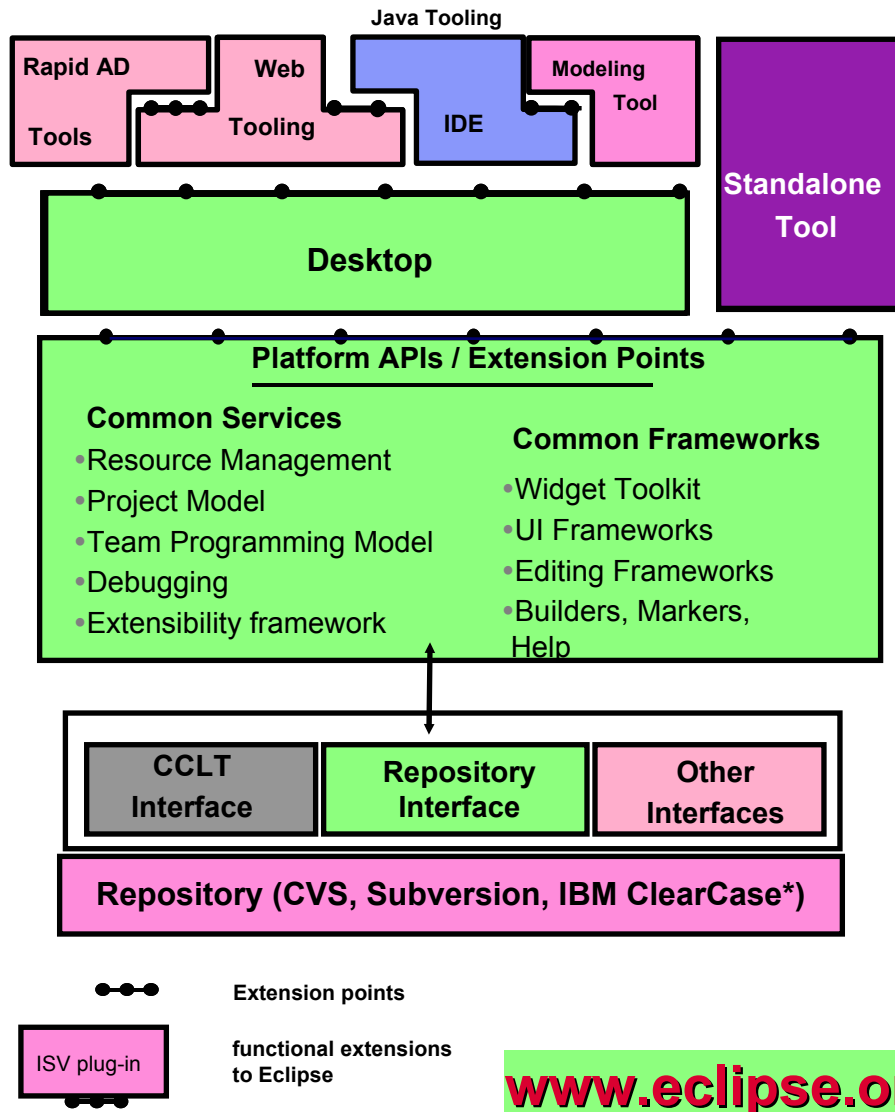 Java Tooling
Rapid AD
Tools
Web
Tooling
IDE
Modeling
Tool
Standalone
Tool
Desktop
Platform APIs / Extension Points
Common Services
•Resource Management
•Project Model
•Team Programming Model
•Debugging
•Extensibility framework
Common Frameworks
•Widget Toolkit
•UI Frameworks
•Editing Frameworks
•Builders, Markers,
Help
CCLT
Interface
Repository
Interface
Other
Interfaces
Repository (CVS, Subversion, IBM ClearCase*)
Extension points
ISV plug-in
functional extensions
to Eclipse
www.eclipse.o